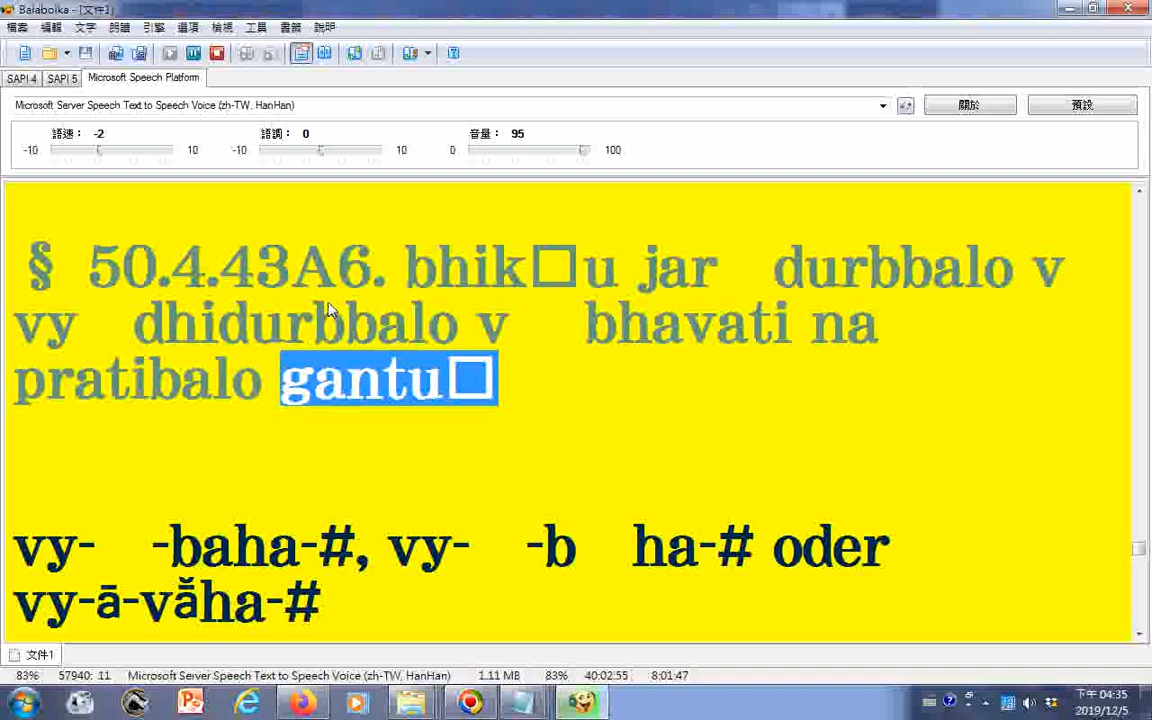 Balabolka - [文件1]
檔案 編輯 文字 朗讀 引擎 選項 檢視 工具 書籤 說明
SAPI 4 SAPI 5 Microsoft Speech Platform
Microsoft Server Speech Text to Speech Voice (zh-TW, HanHan) 關於 預設
語速: -2 語調: 0 音量: 95
-10 10 -10 10 0 100
§ 50.4.43A6. bhik□u jar durbbalo v
vy dhidurbbalo v bhavati na
pratibalo gantu□
vy- -baha-#, vy- -b ha-# oder
vy-ā-vā̆ha-#
文件1
83% 57940: 11 Microsoft Server Speech Text to Speech Voice (zh-TW, HanHan) 1.11 MB 83% 40:02:55 8:01:47
下午 04:35
2019/12/5